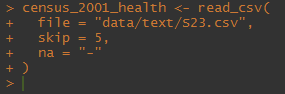 > census_2001_health <- read_csv(
+   file = "data/text/S23.csv",
+   skip = 5,
+   na = "-"
+ )
>